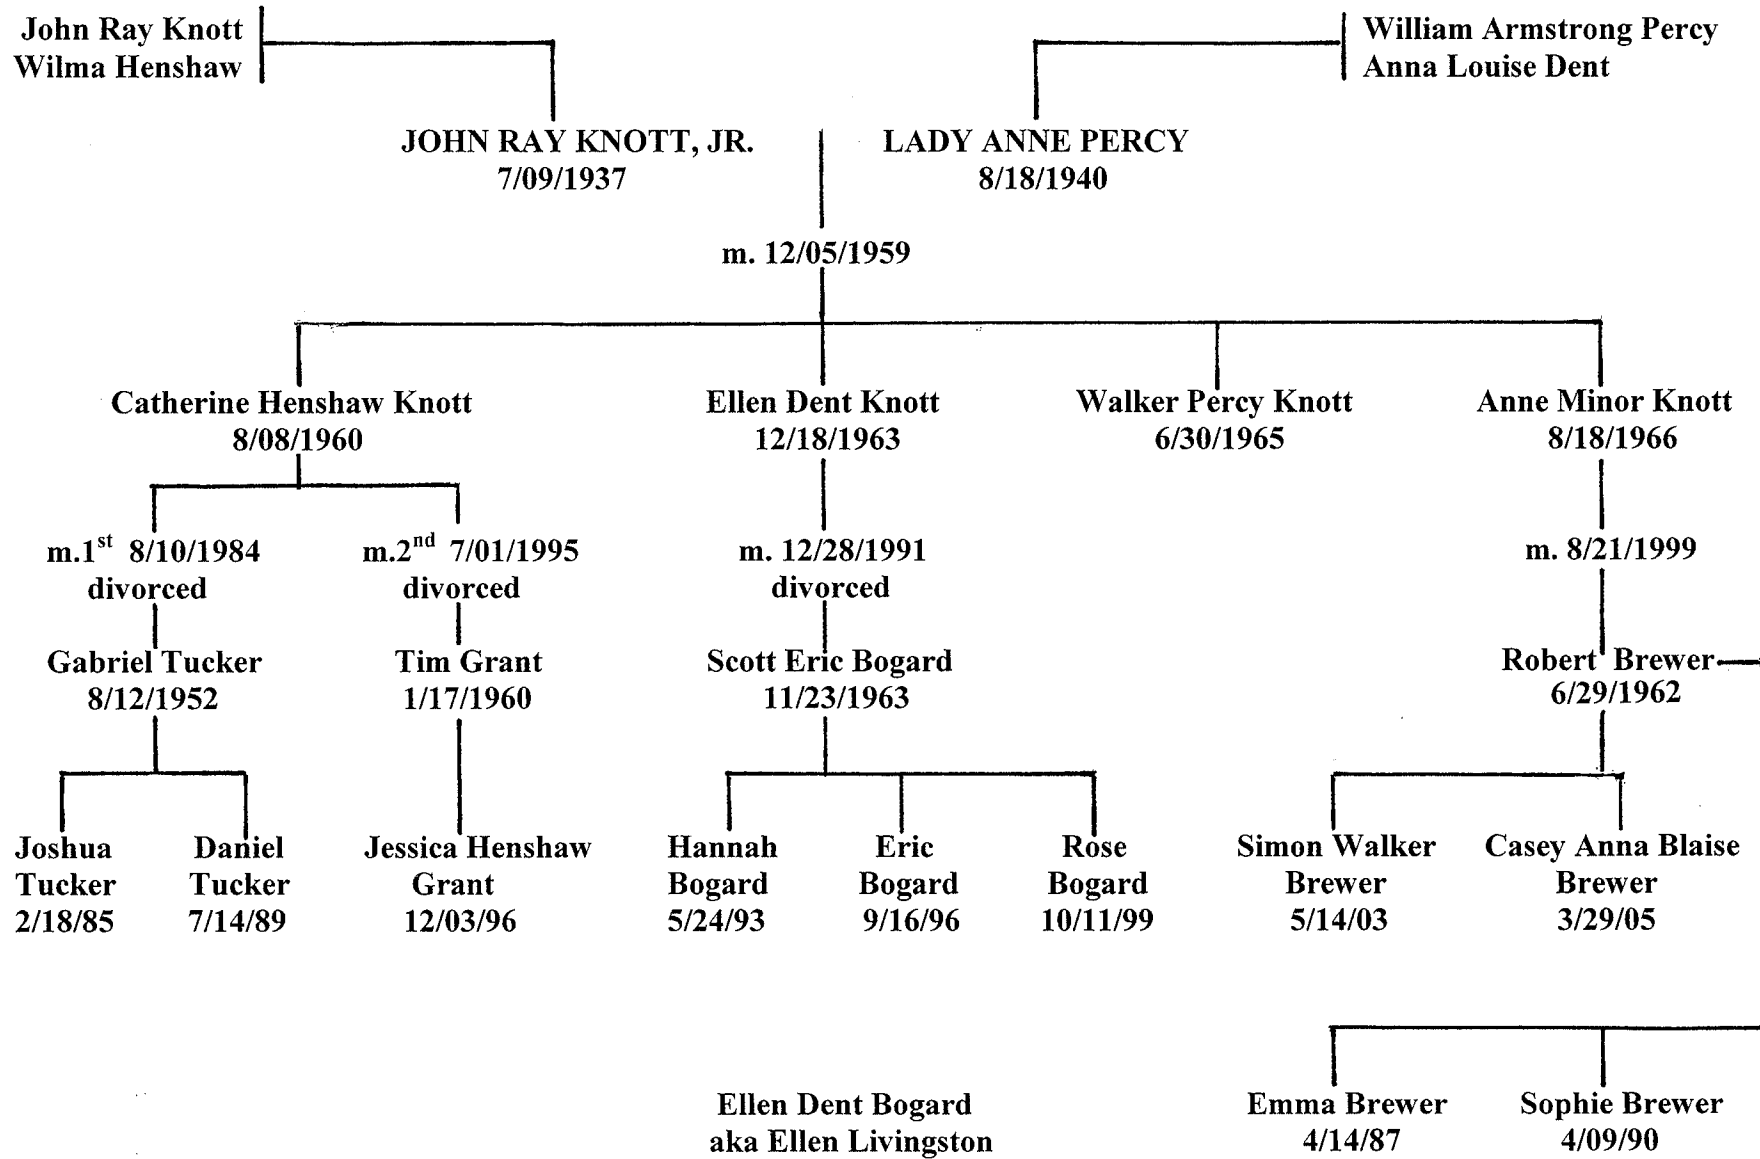 John Ray Knott
Wilma Henshaw
William Armstrong Percy
Anna Louise Dent
JOHN RAY KNOTT, JR.
7/09/1937
LADY ANNE PERCY
8/18/1940
m. 12/05/1959
Catherine Henshaw Knott
8/08/1960
Ellen Dent Knott
12/18/1963
Walker Percy Knott
6/30/1965
Anne Minor Knott
8/18/1966
m.1st 8/10/1984
divorced
m.2nd 7/01/1995
divorced
m. 12/28/1991
divorced
m. 8/21/1999
Gabriel Tucker
8/12/1952
Tim Grant
1/17/1960
Scott Eric Bogard
11/23/1963
Robert Brewer
6/29/1962
Joshua
Tucker
2/18/85
Daniel
Tucker
7/14/89
Jessica Henshaw
Grant
12/03/96
Hannah
Bogard
5/24/93
Eric
Bogard
9/16/96
Rose
Bogard
10/11/99
Simon Walker
Brewer
5/14/03
Casey Anna Blaise
Brewer
3/29/05
Ellen Dent Bogard
aka Ellen Livingston
Emma Brewer
4/14/87
Sophie Brewer
4/09/90